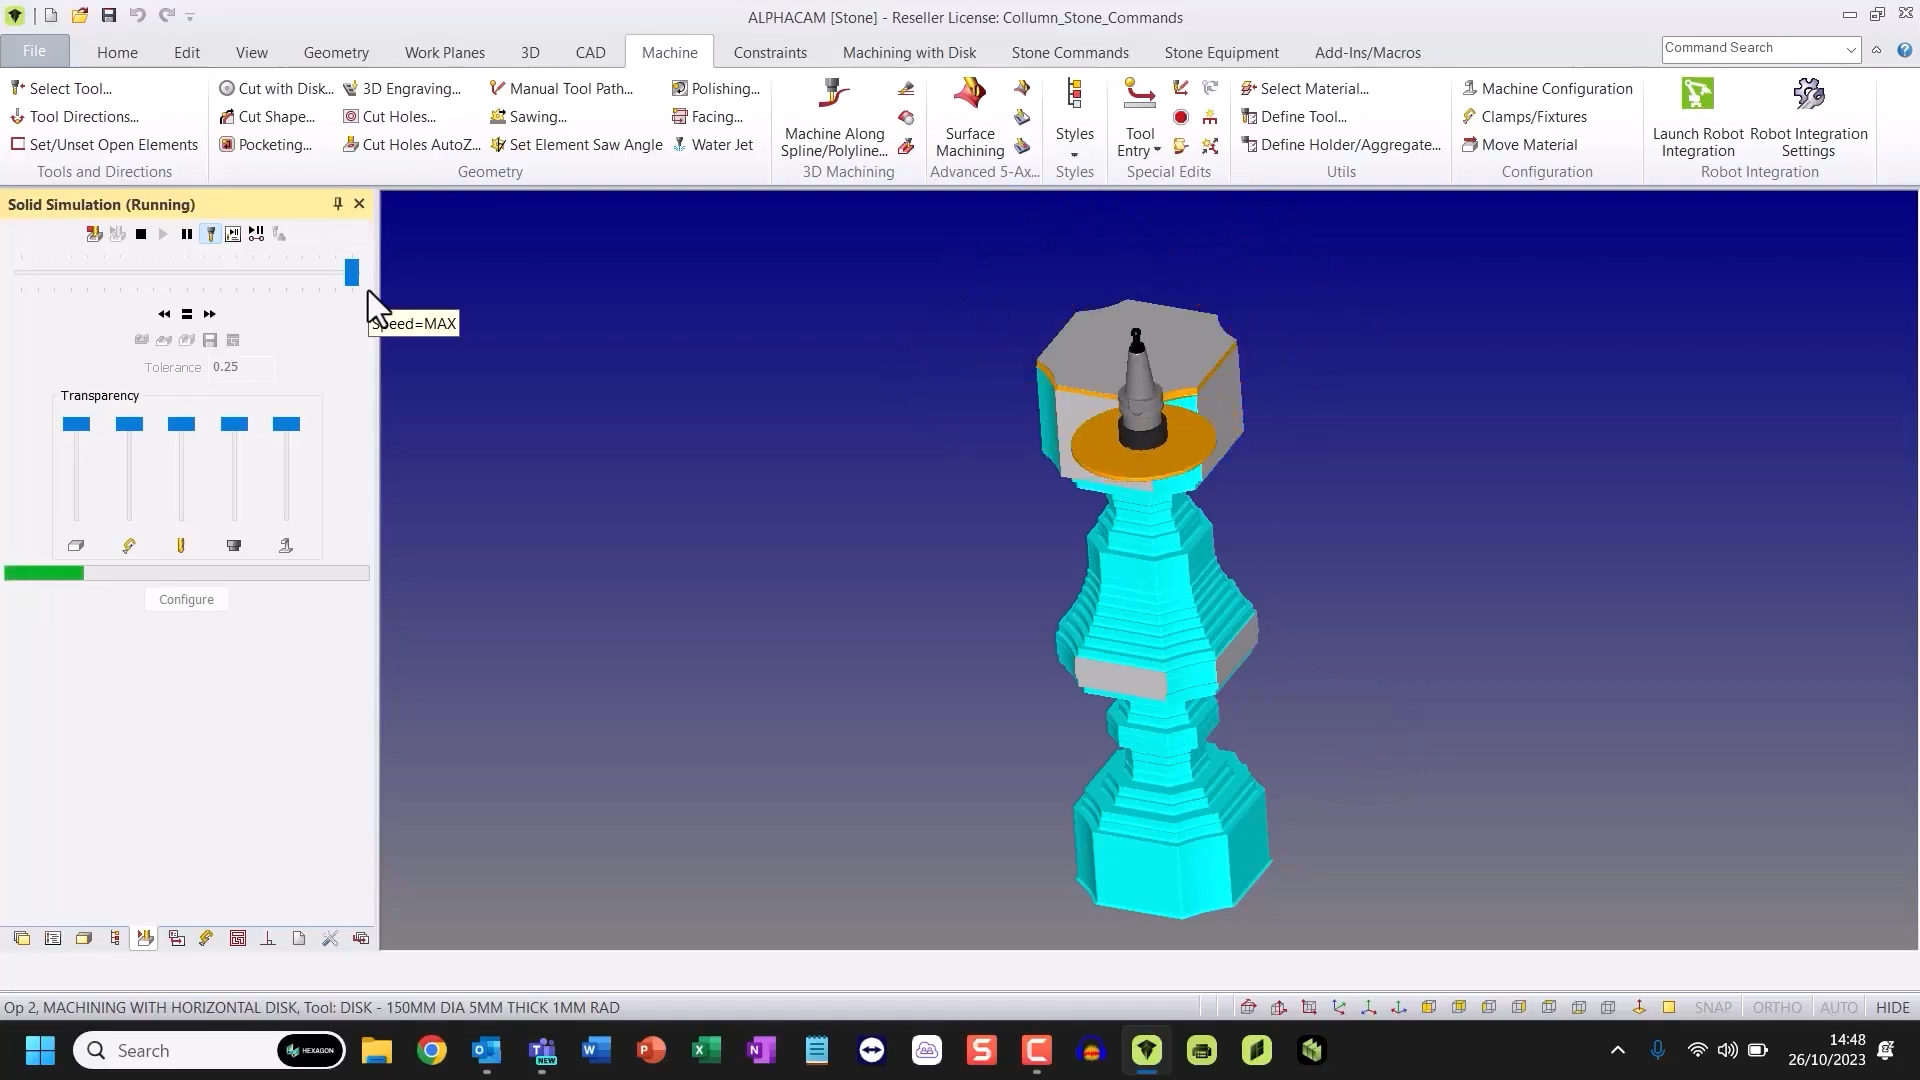 ALPHACAM [Stone] - Reseller License: Collumn_Stone_Commands
File
Home
Edit
View
Geometry
Work Planes
3D
CAD
Machine
Constraints
Machining with Disk
Stone Commands
Stone Equipment
Add-Ins/Macros
Command Search
Select Tool...
Tool Directions...
Set/Unset Open Elements
Tools and Directions
Cut with Disk...
Cut Shape...
Pocketing...
3D Engraving...
Cut Holes...
Cut Holes AutoZ...
Manual Tool Path...
Sawing...
Set Element Saw Angle
Polishing...
Facing...
Water Jet
Geometry
Machine Along
Spline/Polyline...
3D Machining
Surface
Machining
Advanced 5-Ax...
Styles
Styles
Tool
Entry
Special Edits
Select Material...
Define Tool...
Define Holder/Aggregate...
Utils
Machine Configuration
Clamps/Fixtures
Move Material
Configuration
Launch Robot
Integration
Robot Integration
Settings
Robot Integration
Solid Simulation (Running)
Speed=MAX
Tolerance
0.25
Transparency
Configure
Op 2, MACHINING WITH HORIZONTAL DISK, Tool: DISK - 150MM DIA 5MM THICK 1MM RAD
SNAP
ORTHO
AUTO
HIDE
Search
HEXAGON
NEW
14:48
26/10/2023